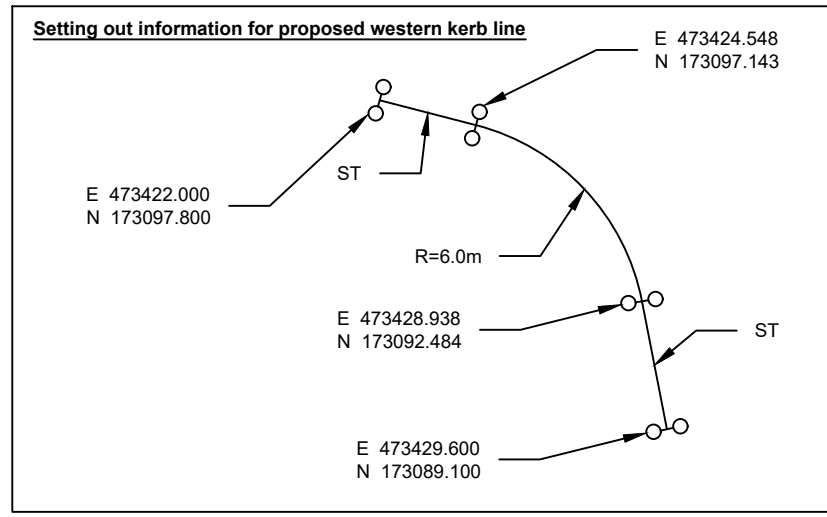 Setting out information for proposed western kerb line
E 473424.548
N 173097.143
ST
E 473422.000
N 173097.800
R=6.0m
E 473428.938
N 173092.484
ST
E 473429.600
N 173089.100